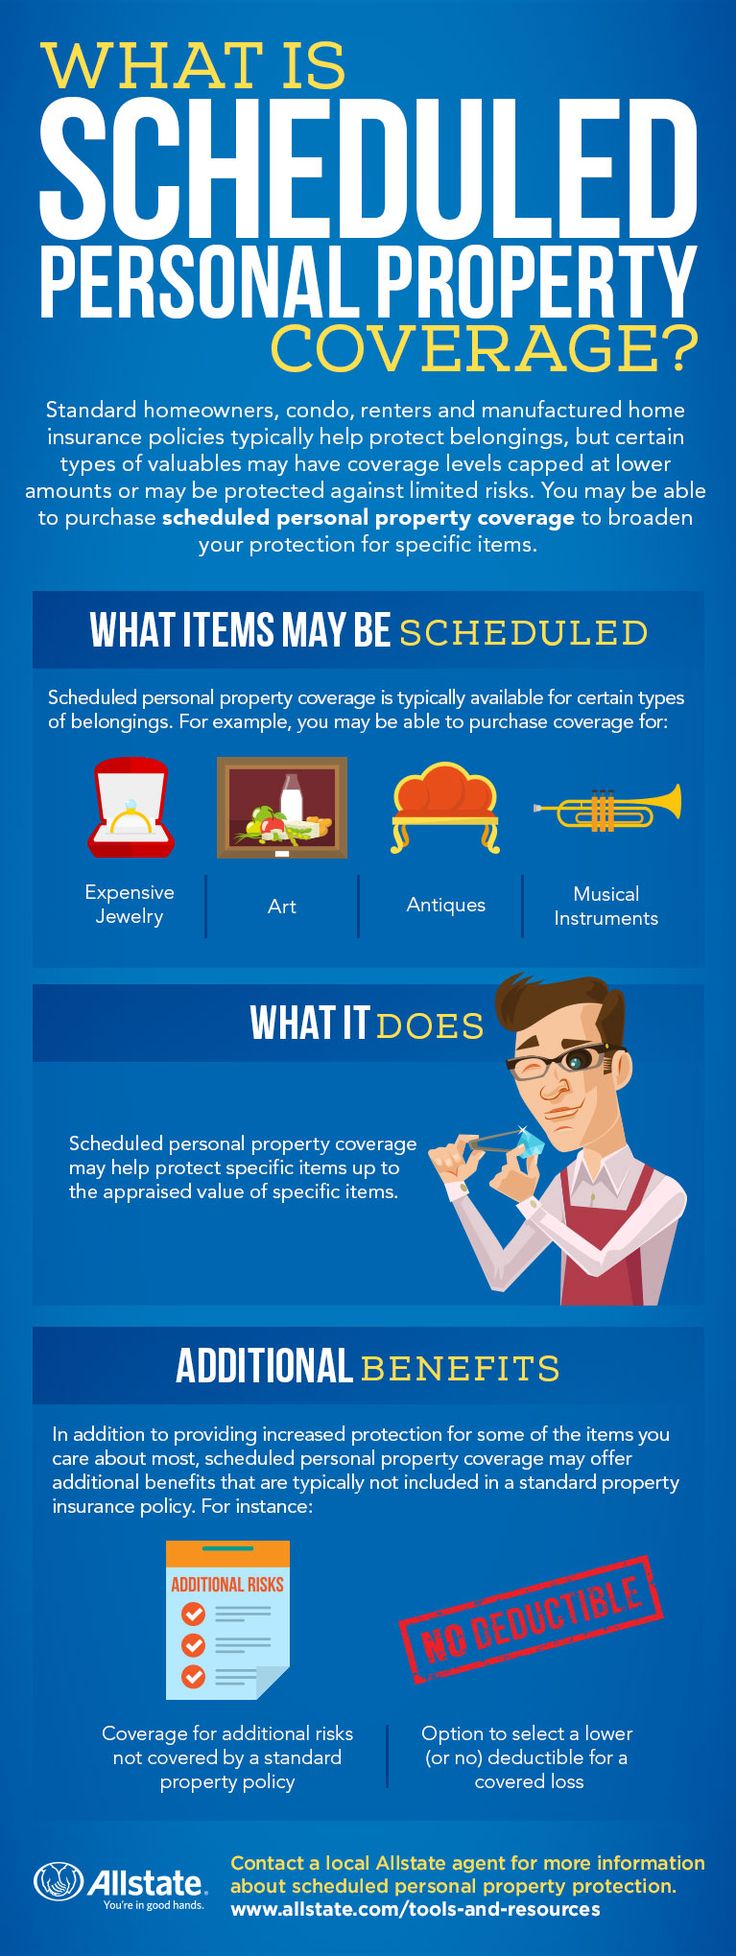 WHAT IS
SCHEDULED
PERSONAL PROPERTY
COVERAGE?
Standard homeowners, condo, renters and manufactured home
insurance policies typically help protect belongings, but certain
types of valuables may have coverage levels capped at lower
amounts or may be protected against limited risks. You may be able
to purchase scheduled personal property coverage to broaden
your protection for specific items.
WHAT ITEMS MAY BE SCHEDULED
Scheduled personal property coverage is typically available for certain types
of belongings. For example, you may be able to purchase coverage for:
Expensive
Jewelry
Art
Antiques
Musical
Instruments
WHAT IT DOES
Scheduled personal property coverage
may help protect specific items up to
the appraised value of specific items.
ADDITIONAL BENEFITS
In addition to providing increased protection for some of the items you
care about most, scheduled personal property coverage may offer
additional benefits that are typically not included in a standard property
insurance policy. For instance:
ADDITIONAL RISKS
Coverage for additional risks
not covered by a standard
property policy
NO DEDUCTIBLE
Option to select a lower
(or no) deductible for a
covered loss
Allstate.
You're in good hands.
Contact a local Allstate agent for more information
about scheduled personal property protection.
www.allstate.com/tools-and-resources